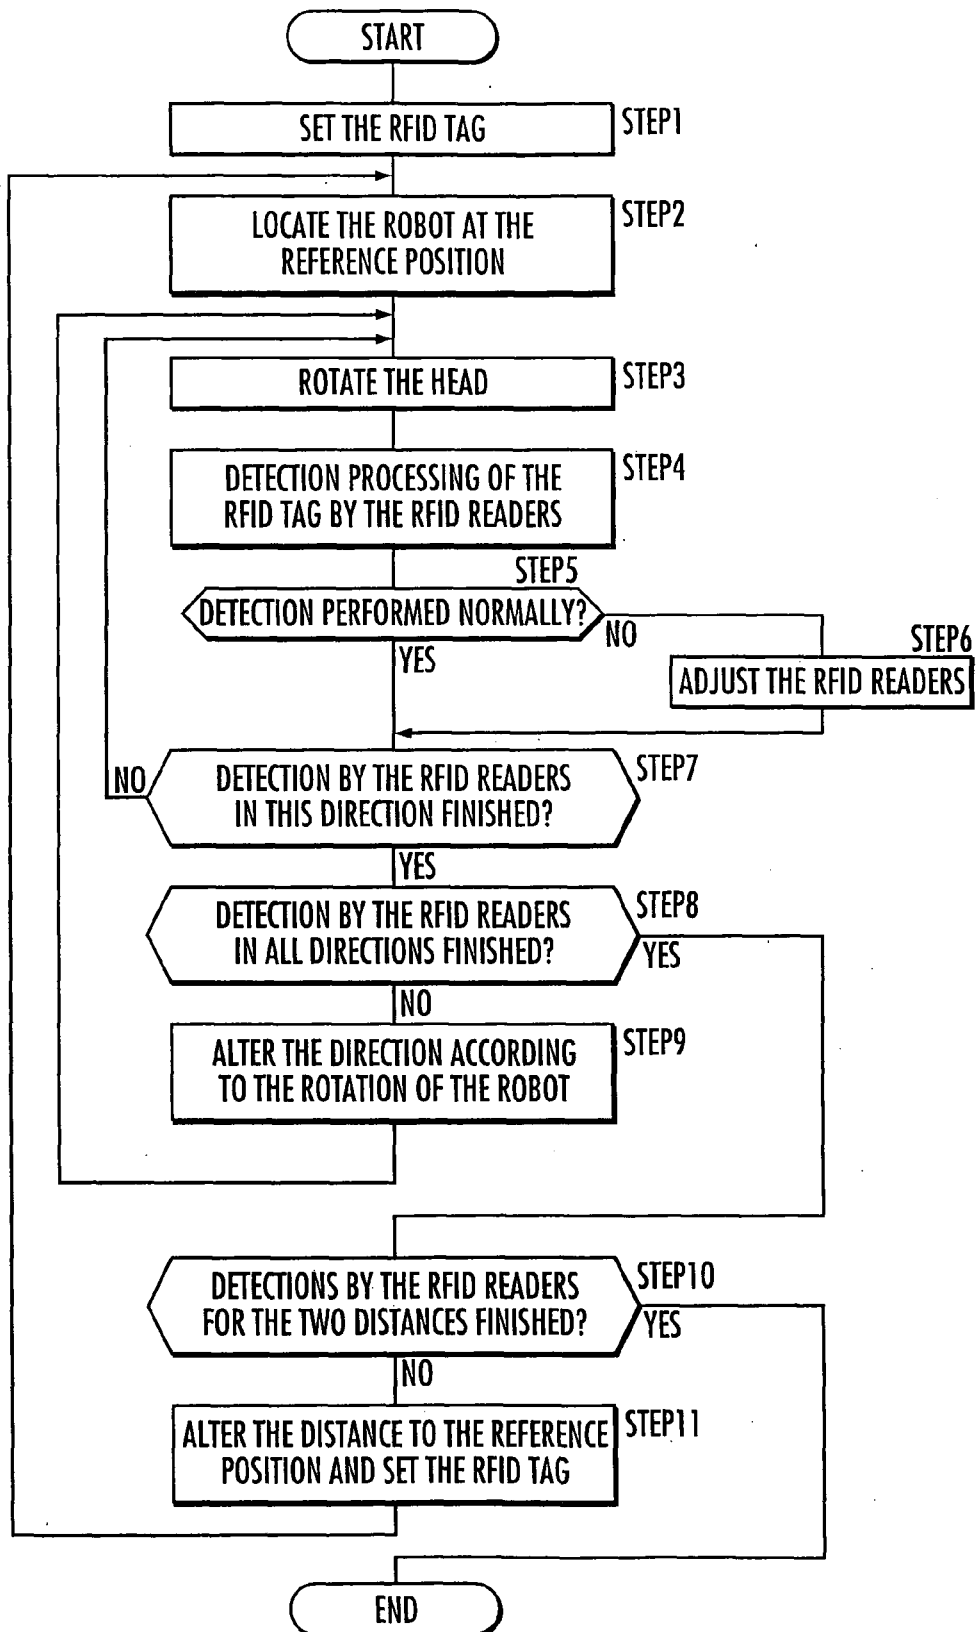 START
SET THE RFID TAG
STEP1
LOCATE THE ROBOT AT THE
REFERENCE POSITION
STEP2
ROTATE THE HEAD
STEP3
DETECTION PROCESSING OF THE
RFID TAG BY THE RFID READERS
STEP4
STEP5
DETECTION PERFORMED NORMALLY?
NO
YES
STEP6
ADJUST THE RFID READERS
DETECTION BY THE RFID READERS
IN THIS DIRECTION FINISHED?
STEP7
NO
YES
DETECTION BY THE RFID READERS
IN ALL DIRECTIONS FINISHED?
STEP8
YES
NO
ALTER THE DIRECTION ACCORDING
TO THE ROTATION OF THE ROBOT
STEP9
DETECTIONS BY THE RFID READERS
FOR THE TWO DISTANCES FINISHED?
STEP10
YES
NO
ALTER THE DISTANCE TO THE REFERENCE
POSITION AND SET THE RFID TAG
STEP11
END